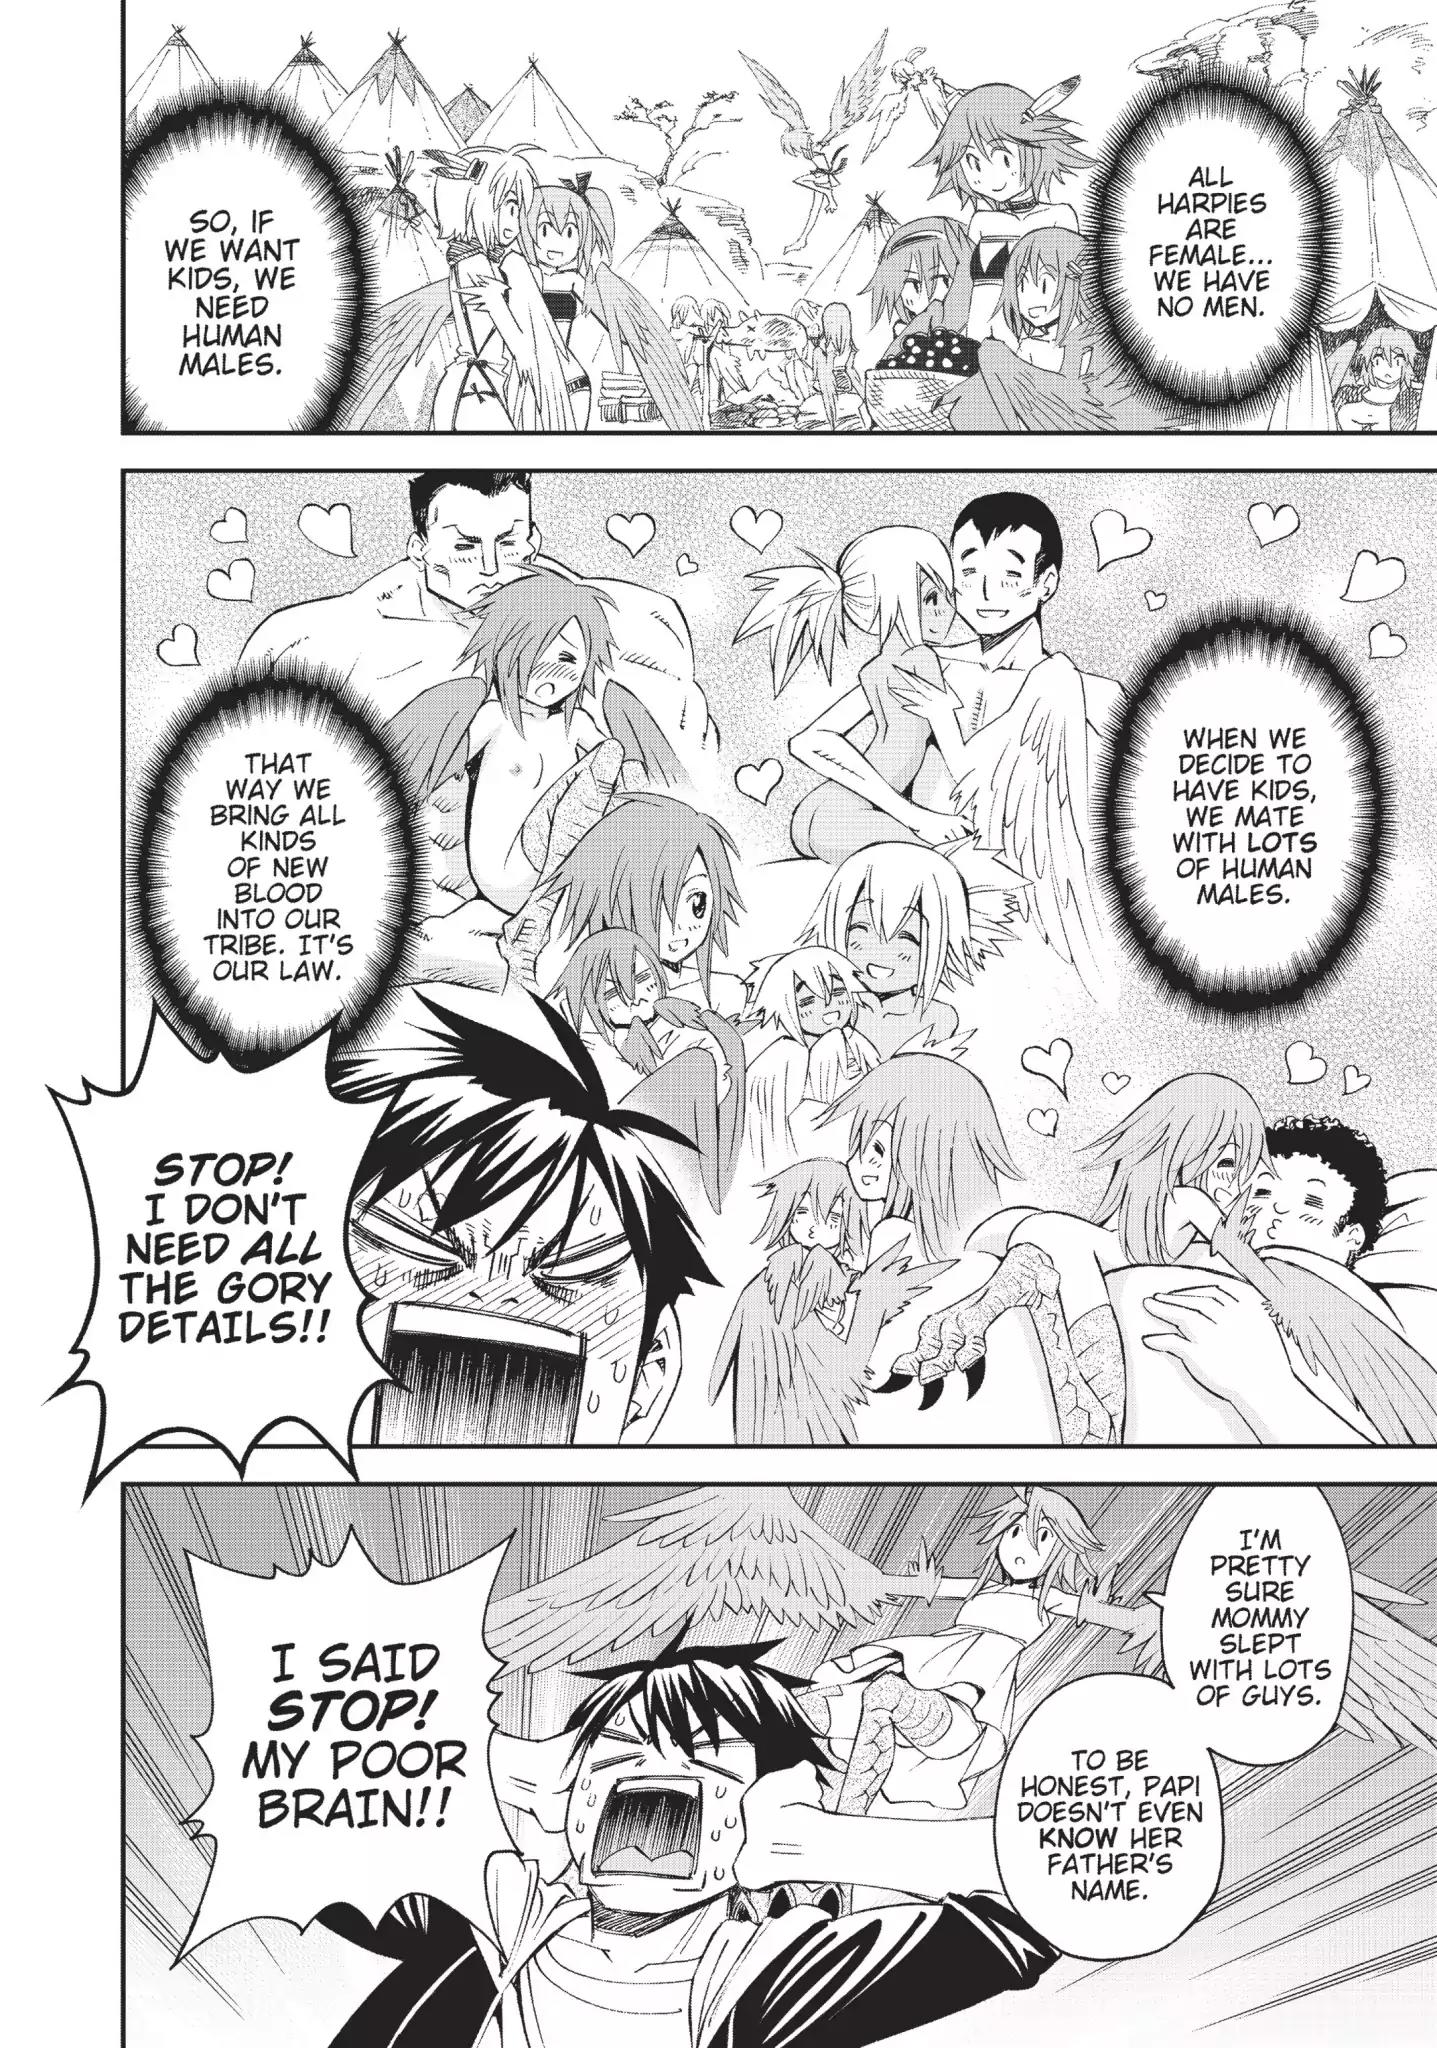 ALL
HARPIES
ARE
FEMALE...
WE HAVE
NO MEN.
SO, IF
WE WANT
KIDS, WE
NEED
HUMAN
MALES.
WHEN WE
DECIDE TO
HAVE KIDS,
WE MATE
WITH LOTS
OF HUMAN
MALES.
THAT
WAY WE
BRING ALL
KINDS
OF NEW
BLOOD
INTO OUR
TRIBE. IT'S
OUR LAW.
STOP!
I DON'T
NEED ALL
THE GORY
DETAILS!!
I'M
PRETTY
SURE
MOMMY
SLEPT
WITH LOTS
OF GUYS.
TO BE
HONEST, PAPI
DOESN'T EVEN
KNOW HER
FATHER'S
NAME.
I SAID
STOP!
MY POOR
BRAIN!!